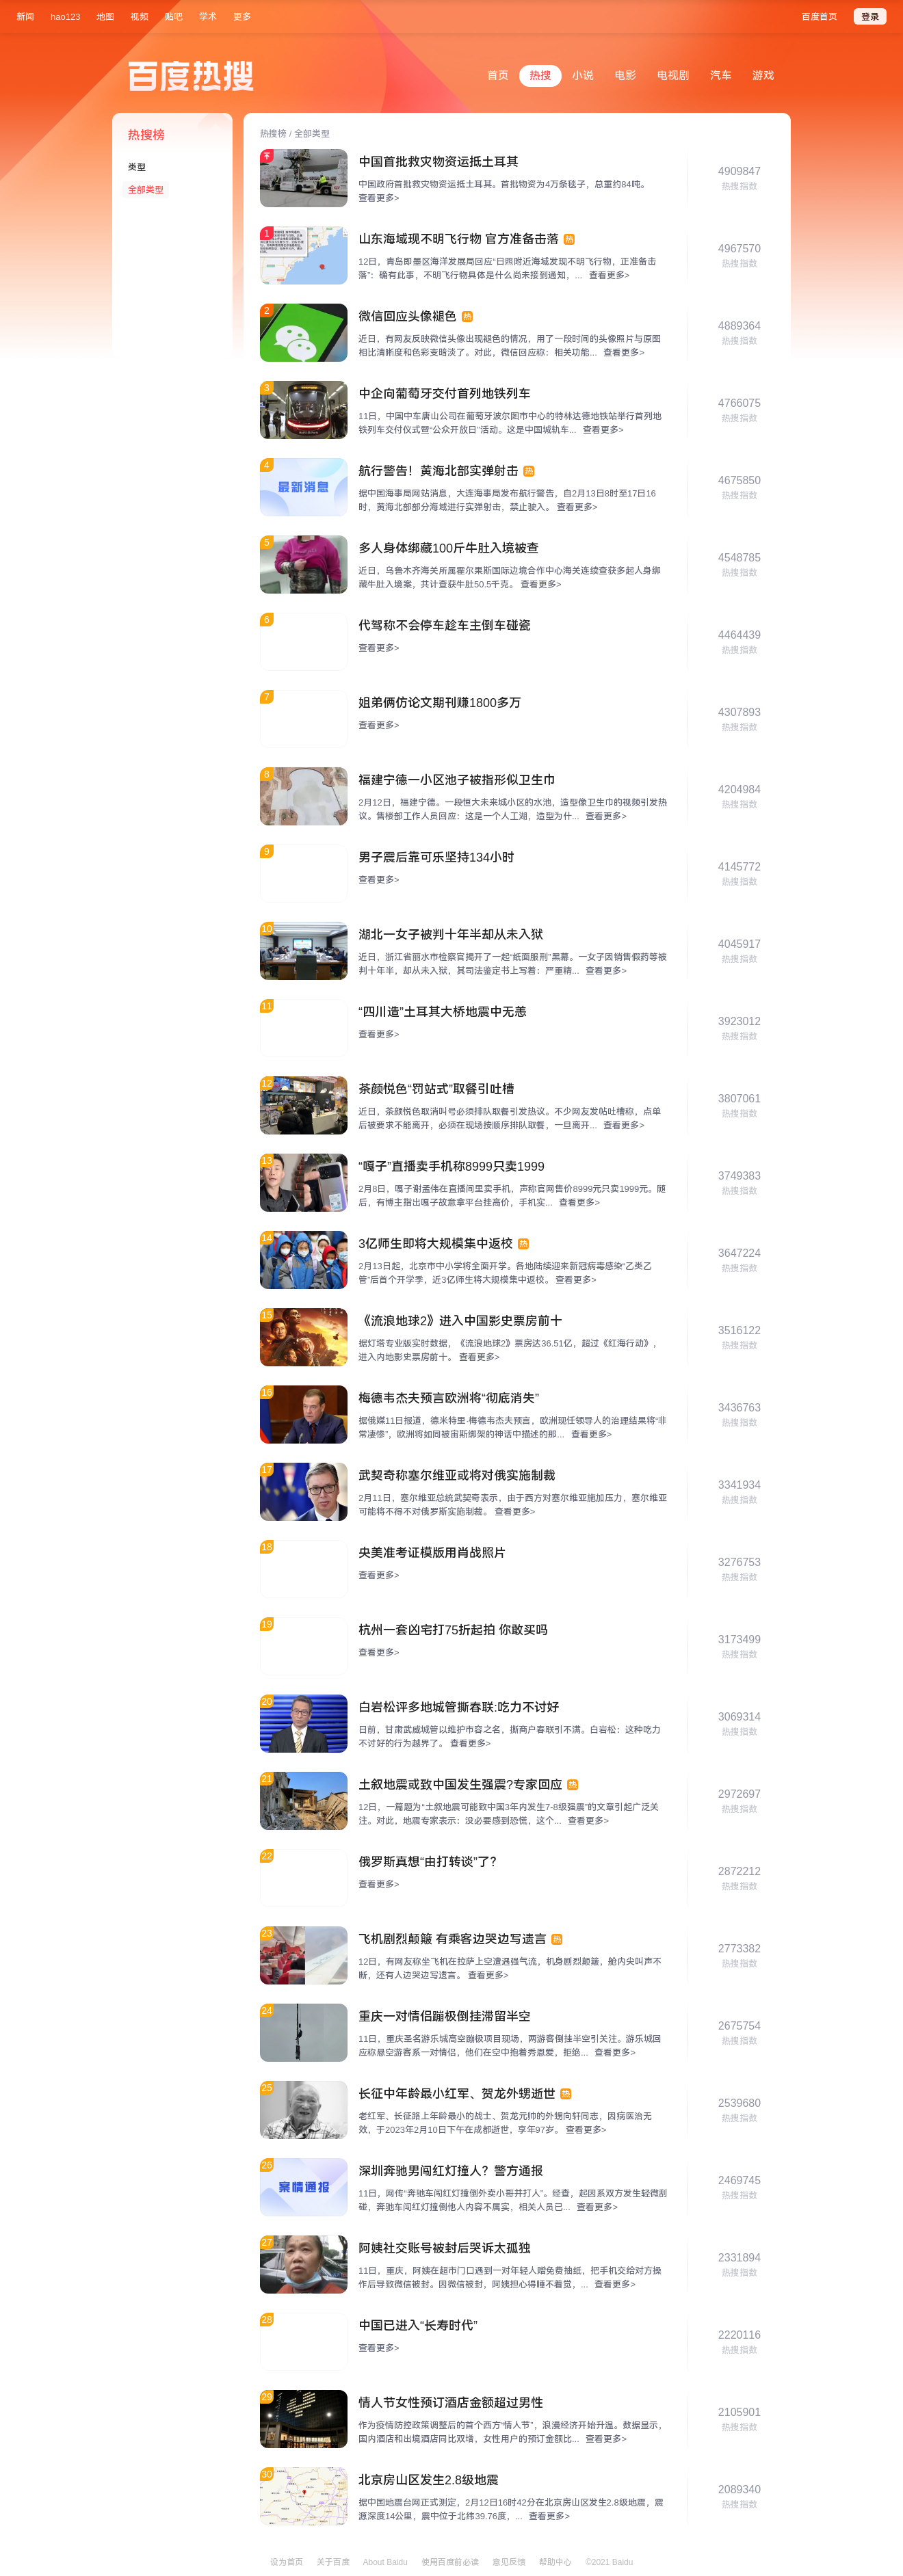 新闻 hao123 地图 视频 贴吧 学术 更多 百度首页 登录
百度热搜
首页 热搜 小说 电影 电视剧 汽车 游戏
热搜榜
类型
全部类型
热搜榜 / 全部类型
中国首批救灾物资运抵土耳其
中国政府首批救灾物资运抵土耳其。首批物资为4万条毯子，总重约84吨。
查看更多>
4909847
热搜指数
1
山东海域现不明飞行物 官方准备击落 热
12日，青岛即墨区海洋发展局回应“日照附近海域发现不明飞行物，正准备击
落”：确有此事，不明飞行物具体是什么尚未接到通知，... 查看更多>
4967570
热搜指数
2
微信回应头像褪色 热
近日，有网友反映微信头像出现褪色的情况，用了一段时间的头像照片与原图
相比清晰度和色彩变暗淡了。对此，微信回应称：相关功能... 查看更多>
4889364
热搜指数
3
中企向葡萄牙交付首列地铁列车
11日，中国中车唐山公司在葡萄牙波尔图市中心的特林达德地铁站举行首列地
铁列车交付仪式暨“公众开放日”活动。这是中国城轨车... 查看更多>
4766075
热搜指数
4
最新消息
航行警告！黄海北部实弹射击 热
据中国海事局网站消息，大连海事局发布航行警告，自2月13日8时至17日16
时，黄海北部部分海域进行实弹射击，禁止驶入。 查看更多>
4675850
热搜指数
5
多人身体绑藏100斤牛肚入境被查
近日，乌鲁木齐海关所属霍尔果斯国际边境合作中心海关连续查获多起人身绑
藏牛肚入境案，共计查获牛肚50.5千克。 查看更多>
4548785
热搜指数
6
代驾称不会停车趁车主倒车碰瓷
查看更多>
4464439
热搜指数
7
姐弟俩仿论文期刊赚1800多万
查看更多>
4307893
热搜指数
8
福建宁德一小区池子被指形似卫生巾
2月12日，福建宁德。一段恒大未来城小区的水池，造型像卫生巾的视频引发热
议。售楼部工作人员回应：这是一个人工湖，造型为什... 查看更多>
4204984
热搜指数
9
男子震后靠可乐坚持134小时
查看更多>
4145772
热搜指数
10
湖北一女子被判十年半却从未入狱
近日，浙江省丽水市检察官揭开了一起“纸面服刑”黑幕。一女子因销售假药等被
判十年半，却从未入狱，其司法鉴定书上写着：严重精... 查看更多>
4045917
热搜指数
11
“四川造”土耳其大桥地震中无恙
查看更多>
3923012
热搜指数
12
茶颜悦色“罚站式”取餐引吐槽
近日，茶颜悦色取消叫号必须排队取餐引发热议。不少网友发帖吐槽称，点单
后被要求不能离开，必须在现场按顺序排队取餐，一旦离开... 查看更多>
3807061
热搜指数
13
“嘎子”直播卖手机称8999只卖1999
2月8日，嘎子谢孟伟在直播间里卖手机，声称官网售价8999元只卖1999元。随
后，有博主指出嘎子故意拿平台挂高价，手机实... 查看更多>
3749383
热搜指数
14
3亿师生即将大规模集中返校 热
2月13日起，北京市中小学将全面开学。各地陆续迎来新冠病毒感染“乙类乙
管”后首个开学季，近3亿师生将大规模集中返校。 查看更多>
3647224
热搜指数
15
《流浪地球2》进入中国影史票房前十
据灯塔专业版实时数据，《流浪地球2》票房达36.51亿，超过《红海行动》，
进入内地影史票房前十。 查看更多>
3516122
热搜指数
16
梅德韦杰夫预言欧洲将“彻底消失”
据俄媒11日报道，德米特里·梅德韦杰夫预言，欧洲现任领导人的治理结果将“非
常凄惨”，欧洲将如同被宙斯绑架的神话中描述的那... 查看更多>
3436763
热搜指数
17
武契奇称塞尔维亚或将对俄实施制裁
2月11日，塞尔维亚总统武契奇表示，由于西方对塞尔维亚施加压力，塞尔维亚
可能将不得不对俄罗斯实施制裁。 查看更多>
3341934
热搜指数
18
央美准考证模版用肖战照片
查看更多>
3276753
热搜指数
19
杭州一套凶宅打75折起拍 你敢买吗
查看更多>
3173499
热搜指数
20
白岩松评多地城管撕春联:吃力不讨好
日前，甘肃武威城管以维护市容之名，撕商户春联引不满。白岩松：这种吃力
不讨好的行为越界了。 查看更多>
3069314
热搜指数
21
土叙地震或致中国发生强震?专家回应 热
12日，一篇题为“土叙地震可能致中国3年内发生7-8级强震”的文章引起广泛关
注。对此，地震专家表示：没必要感到恐慌，这个... 查看更多>
2972697
热搜指数
22
俄罗斯真想“由打转谈”了?
查看更多>
2872212
热搜指数
23
飞机剧烈颠簸 有乘客边哭边写遗言 热
12日，有网友称坐飞机在拉萨上空遭遇强气流，机身剧烈颠簸，舱内尖叫声不
断，还有人边哭边写遗言。 查看更多>
2773382
热搜指数
24
重庆一对情侣蹦极倒挂滞留半空
11日，重庆圣名游乐城高空蹦极项目现场，两游客倒挂半空引关注。游乐城回
应称悬空游客系一对情侣，他们在空中抱着秀恩爱，拒绝... 查看更多>
2675754
热搜指数
25
长征中年龄最小红军、贺龙外甥逝世 热
老红军、长征路上年龄最小的战士、贺龙元帅的外甥向轩同志，因病医治无
效，于2023年2月10日下午在成都逝世，享年97岁。 查看更多>
2539680
热搜指数
26
案情通报
深圳奔驰男闯红灯撞人？警方通报
11日，网传“奔驰车闯红灯撞倒外卖小哥并打人”。经查，起因系双方发生轻微刮
碰，奔驰车闯红灯撞倒他人内容不属实，相关人员已... 查看更多>
2469745
热搜指数
27
阿姨社交账号被封后哭诉太孤独
11日，重庆，阿姨在超市门口遇到一对年轻人赠免费抽纸，把手机交给对方操
作后导致微信被封。因微信被封，阿姨担心得睡不着觉，... 查看更多>
2331894
热搜指数
28
中国已进入“长寿时代”
查看更多>
2220116
热搜指数
29
情人节女性预订酒店金额超过男性
作为疫情防控政策调整后的首个西方“情人节”，浪漫经济开始升温。数据显示，
国内酒店和出境酒店同比双增，女性用户的预订金额比... 查看更多>
2105901
热搜指数
30
北京房山区发生2.8级地震
据中国地震台网正式测定，2月12日16时42分在北京房山区发生2.8级地震，震
源深度14公里，震中位于北纬39.76度，... 查看更多>
2089340
热搜指数
设为首页 关于百度 About Baidu 使用百度前必读 意见反馈 帮助中心 ©2021 Baidu